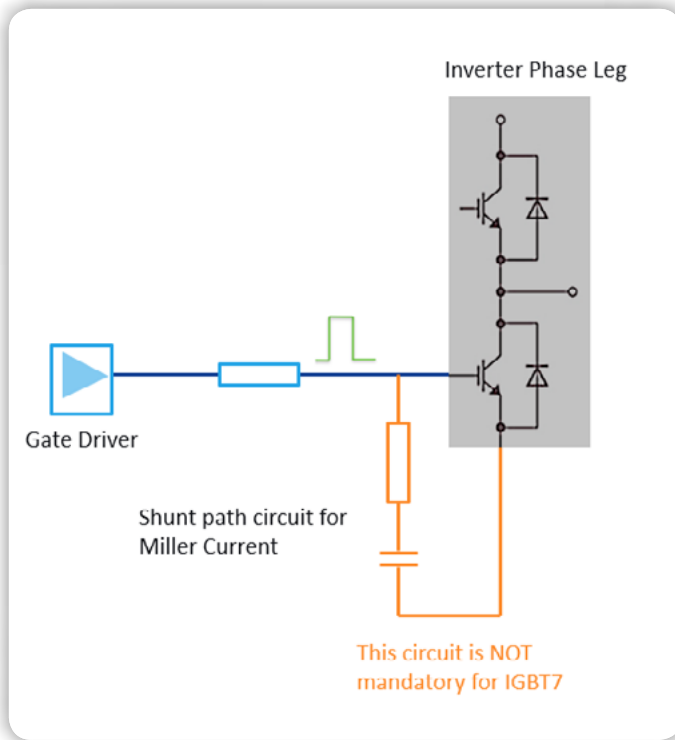 Inverter Phase Leg
Gate Driver
Shunt path circuit for
Miller Current
This circuit is NOT
mandatory for IGBT7